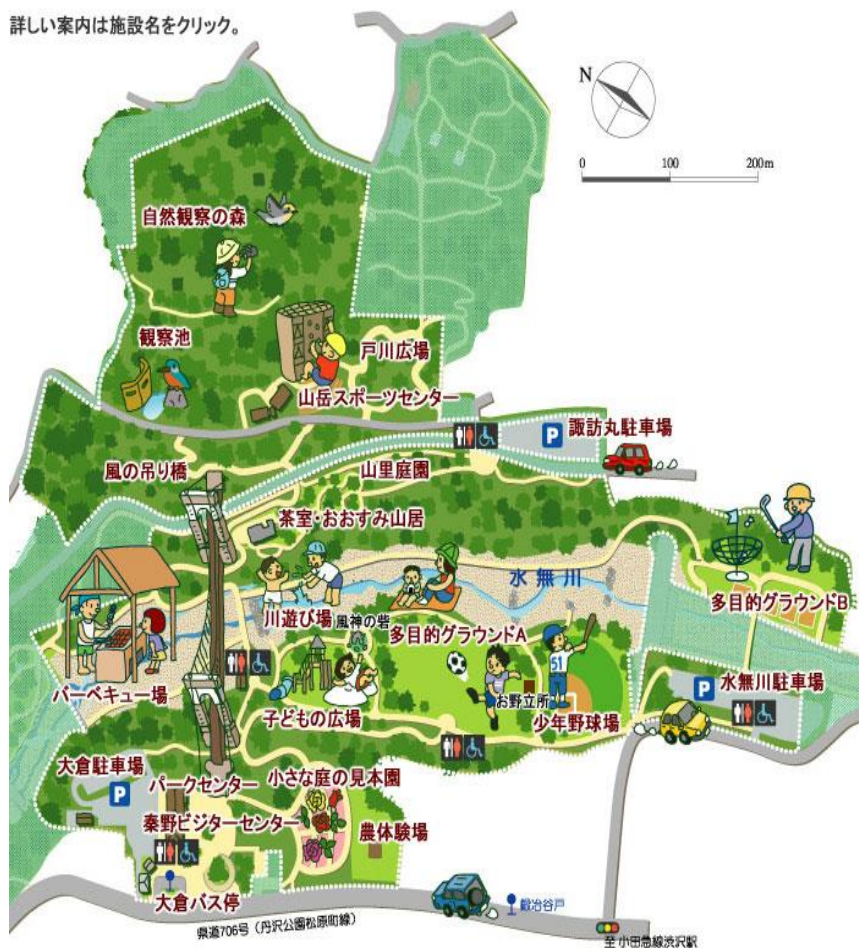 詳しい案内は施設名をクリック。
N
0 100 200m
自然観察の森
観察池
戸川広場
山岳スポーツセンター
P
諏訪丸駐車場
風の吊り橋
山里庭園
茶室・おおすみ山居
水無川
多目的グラウンドB
川遊び場
風神の砦
多目的グラウンドA
51
バーベキュー場
子どもの広場
お野立所
少年野球場
P
水無川駐車場
大倉駐車場
P
パークセンター
小さな庭の見本園
秦野ビジターセンター
農体験場
大倉バス停
県道706号（丹沢公園松原町線）
鍛冶谷戸
至 小田急線渋沢駅